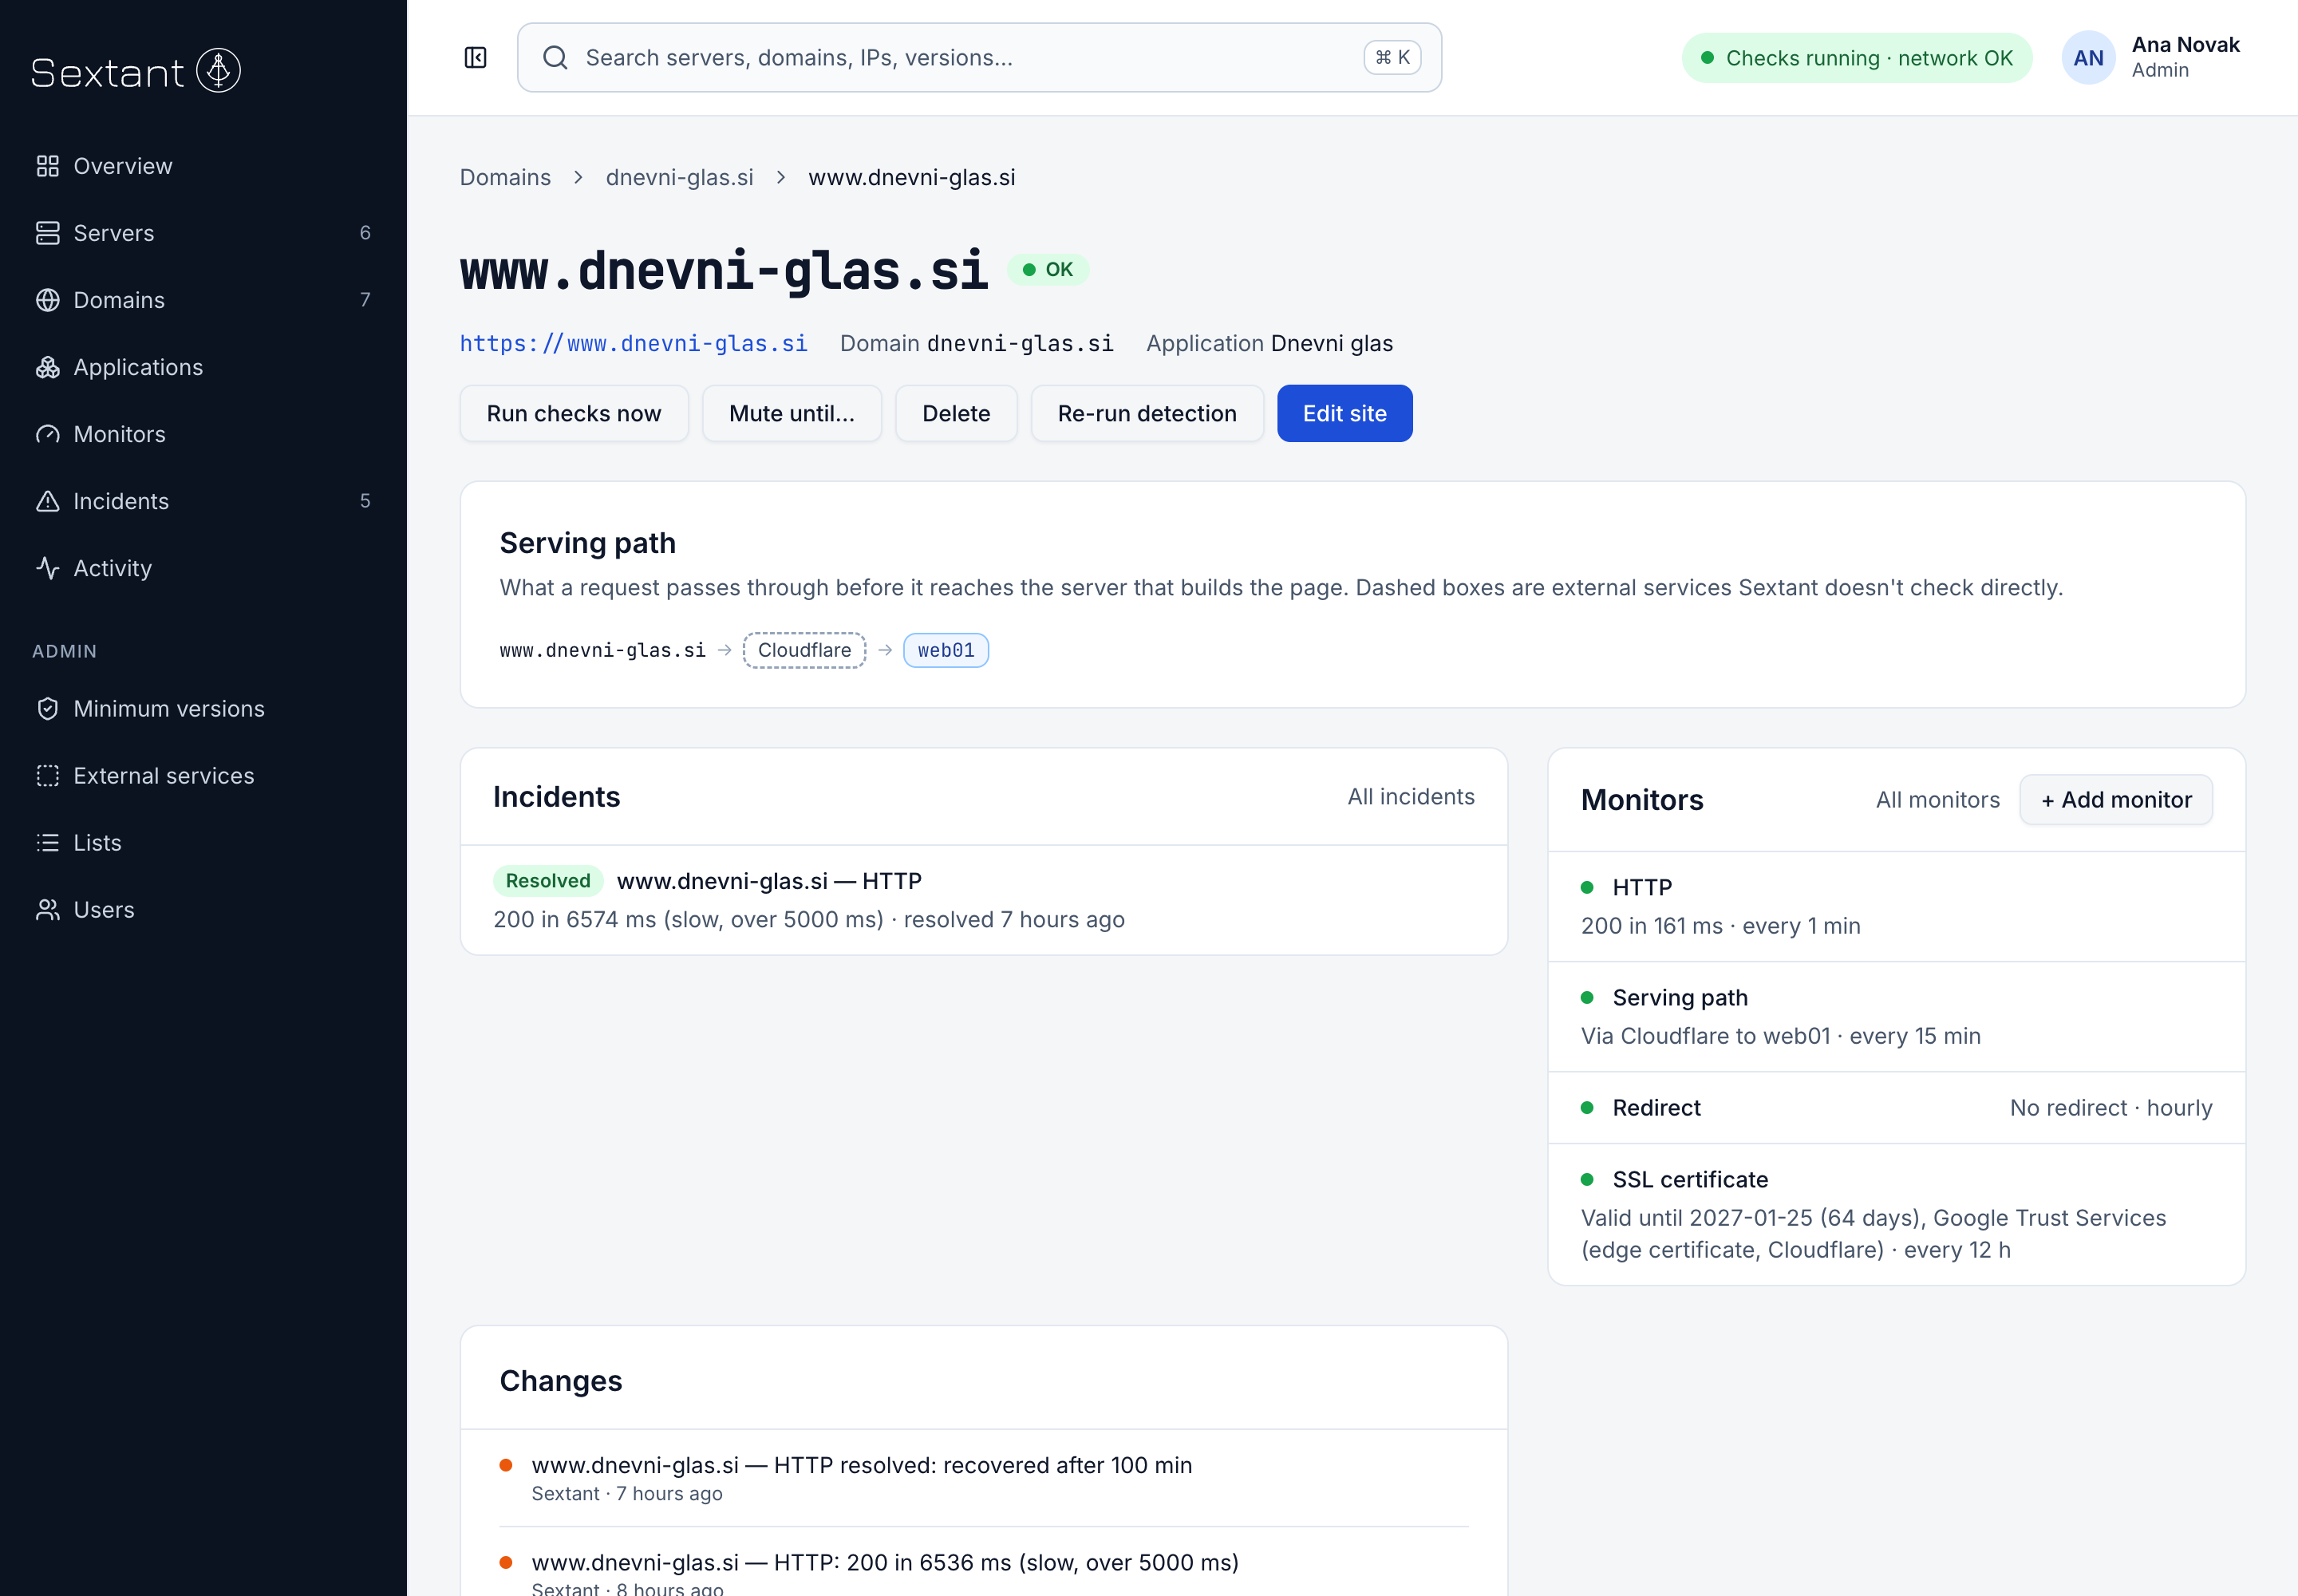 Sextant
Overview
Servers 6
Domains 7
Applications
Monitors
Incidents 5
Activity
ADMIN
Minimum versions
External services
Lists
Users
Search servers, domains, IPs, versions... ⌘ K
Checks running · network OK
AN
Ana Novak
Admin
Domains > dnevni-glas.si > www.dnevni-glas.si
www.dnevni-glas.si OK
https://www.dnevni-glas.si Domain dnevni-glas.si Application Dnevni glas
Run checks now Mute until... Delete Re-run detection Edit site
Serving path
What a request passes through before it reaches the server that builds the page. Dashed boxes are external services Sextant doesn't check directly.
www.dnevni-glas.si → Cloudflare → web01
Incidents All incidents
Resolved www.dnevni-glas.si — HTTP
200 in 6574 ms (slow, over 5000 ms) · resolved 7 hours ago
Monitors All monitors + Add monitor
HTTP
200 in 161 ms · every 1 min
Serving path
Via Cloudflare to web01 · every 15 min
Redirect No redirect · hourly
SSL certificate
Valid until 2027-01-25 (64 days), Google Trust Services
(edge certificate, Cloudflare) · every 12 h
Changes
www.dnevni-glas.si — HTTP resolved: recovered after 100 min
Sextant · 7 hours ago
www.dnevni-glas.si — HTTP: 200 in 6536 ms (slow, over 5000 ms)
Sextant · 8 hours ago